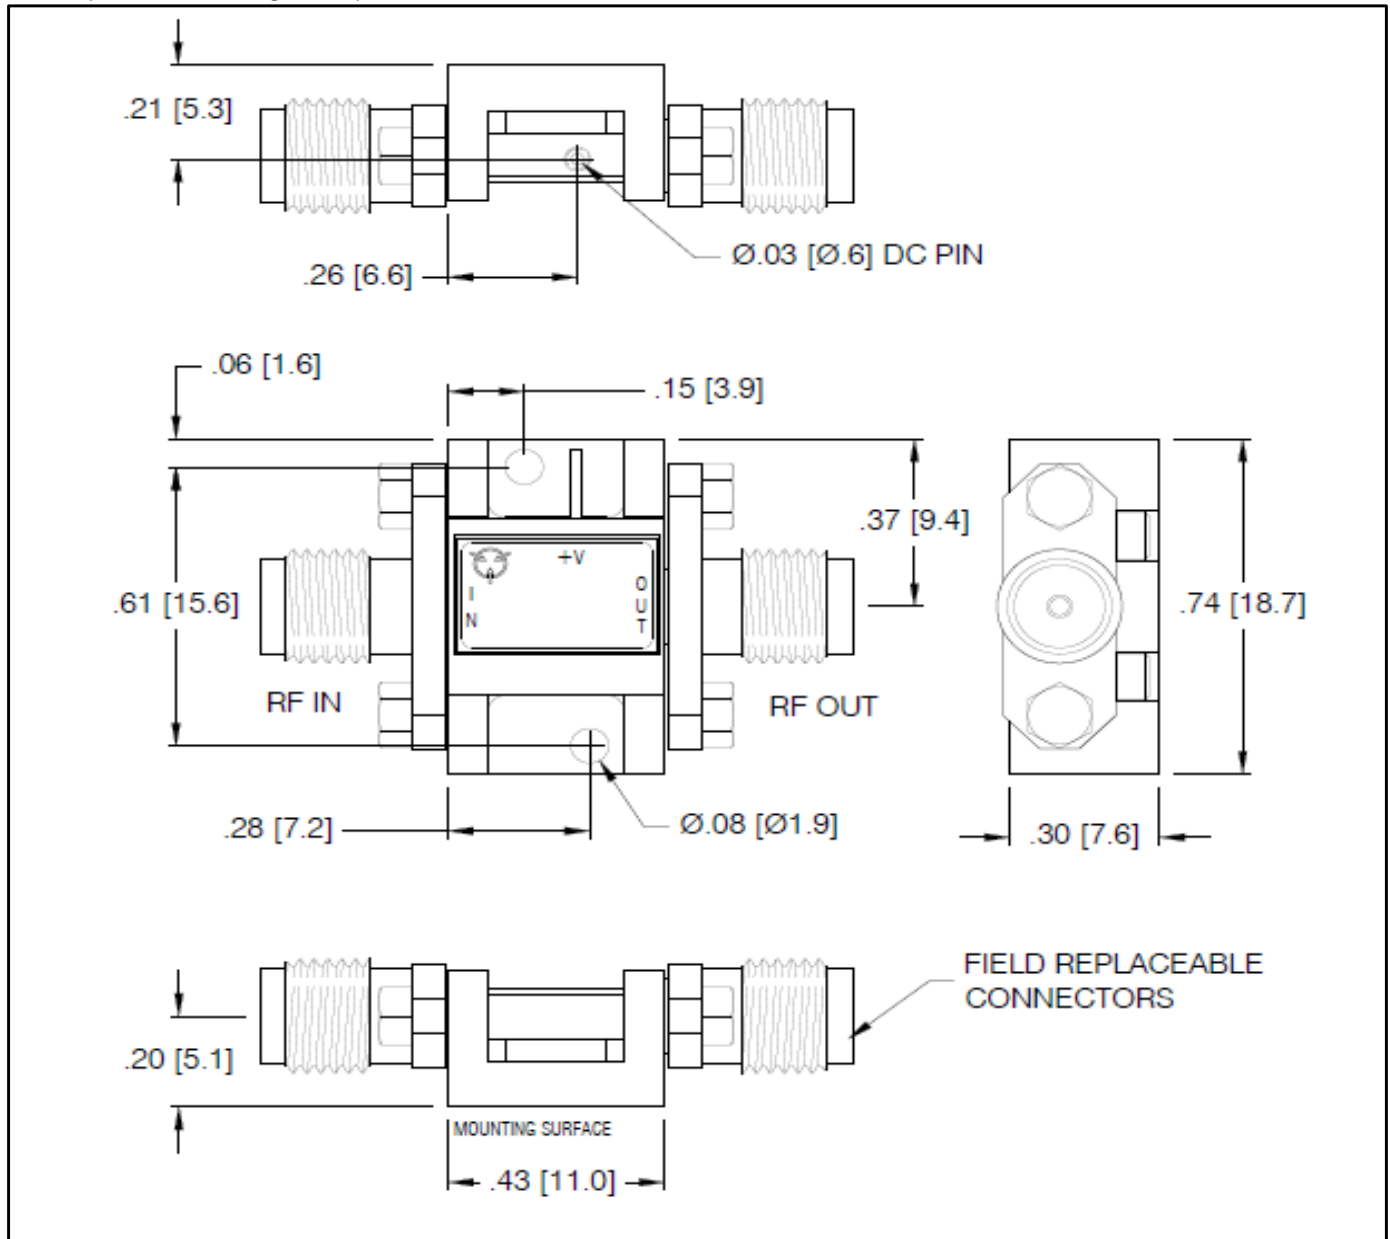 .21 [5.3]
Ø.03 [Ø.6] DC PIN
.26 [6.6]
.06 [1.6]
.15 [3.9]
.37 [9.4]
+V
IN
OUT
.61 [15.6]
.74 [18.7]
RF IN
RF OUT
.28 [7.2]
Ø.08 [Ø1.9]
.30 [7.6]
FIELD REPLACEABLE
CONNECTORS
.20 [5.1]
MOUNTING SURFACE
.43 [11.0]